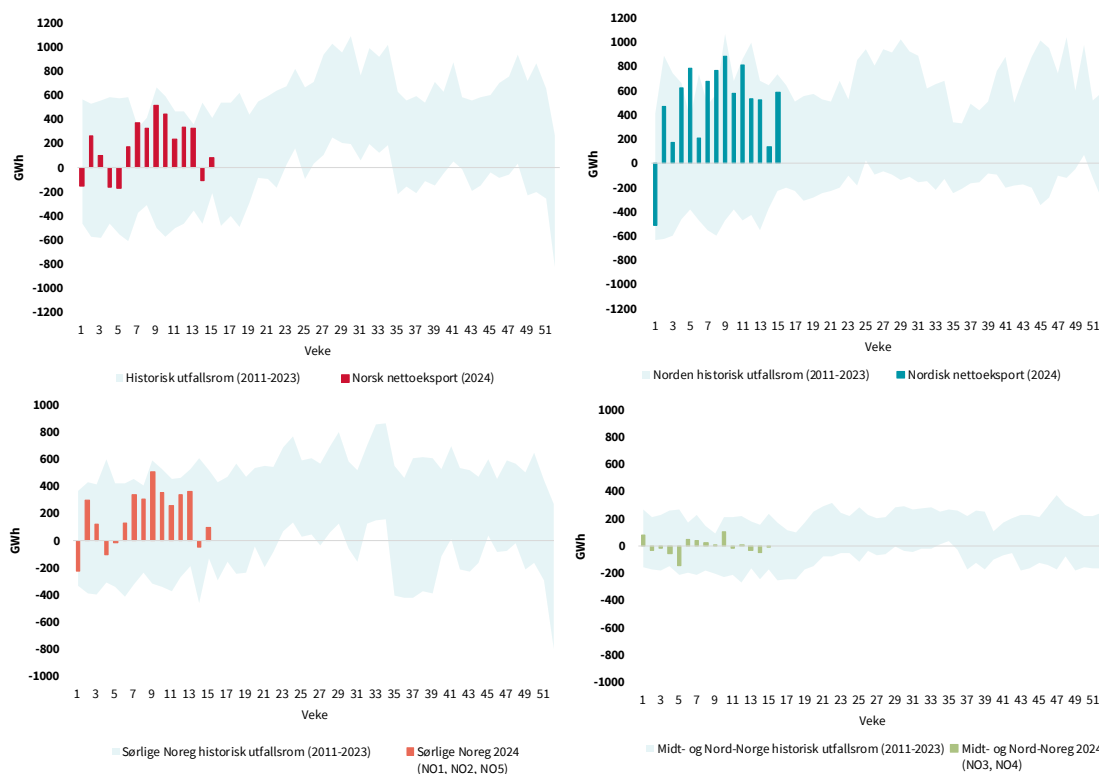 1200
1000
800
600
400
200
0
-200
-400
-600
-800
-1000
-1200
GWh
1 3 5 7 9 11 13 15 17 19 21 23 25 27 29 31 33 35 37 39 41 43 45 47 49 51
Veke
Historisk utfallsrom (2011-2023) Norsk nettoeksport (2024)
1200
1000
800
600
400
200
0
-200
-400
-600
-800
-1000
-1200
GWh
1 3 5 7 9 11 13 15 17 19 21 23 25 27 29 31 33 35 37 39 41 43 45 47 49 51
Veke
Norden historisk utfallsrom (2011-2023) Nordisk nettoeksport (2024)
1000
800
600
400
200
0
-200
-400
-600
-800
-1000
GWh
1 3 5 7 9 11 13 15 17 19 21 23 25 27 29 31 33 35 37 39 41 43 45 47 49 51
Veke
Sørlige Noreg historisk utfallsrom (2011-2023) Sørlige Noreg 2024
(NO1, NO2, NO5)
1000
800
600
400
200
0
-200
-400
-600
-800
-1000
GWh
1 3 5 7 9 11 13 15 17 19 21 23 25 27 29 31 33 35 37 39 41 43 45 47 49 51
Veke
Midt- og Nord-Norge historisk utfallsrom (2011-2023) Midt- og Nord-Noreg 2024
(NO3, NO4)